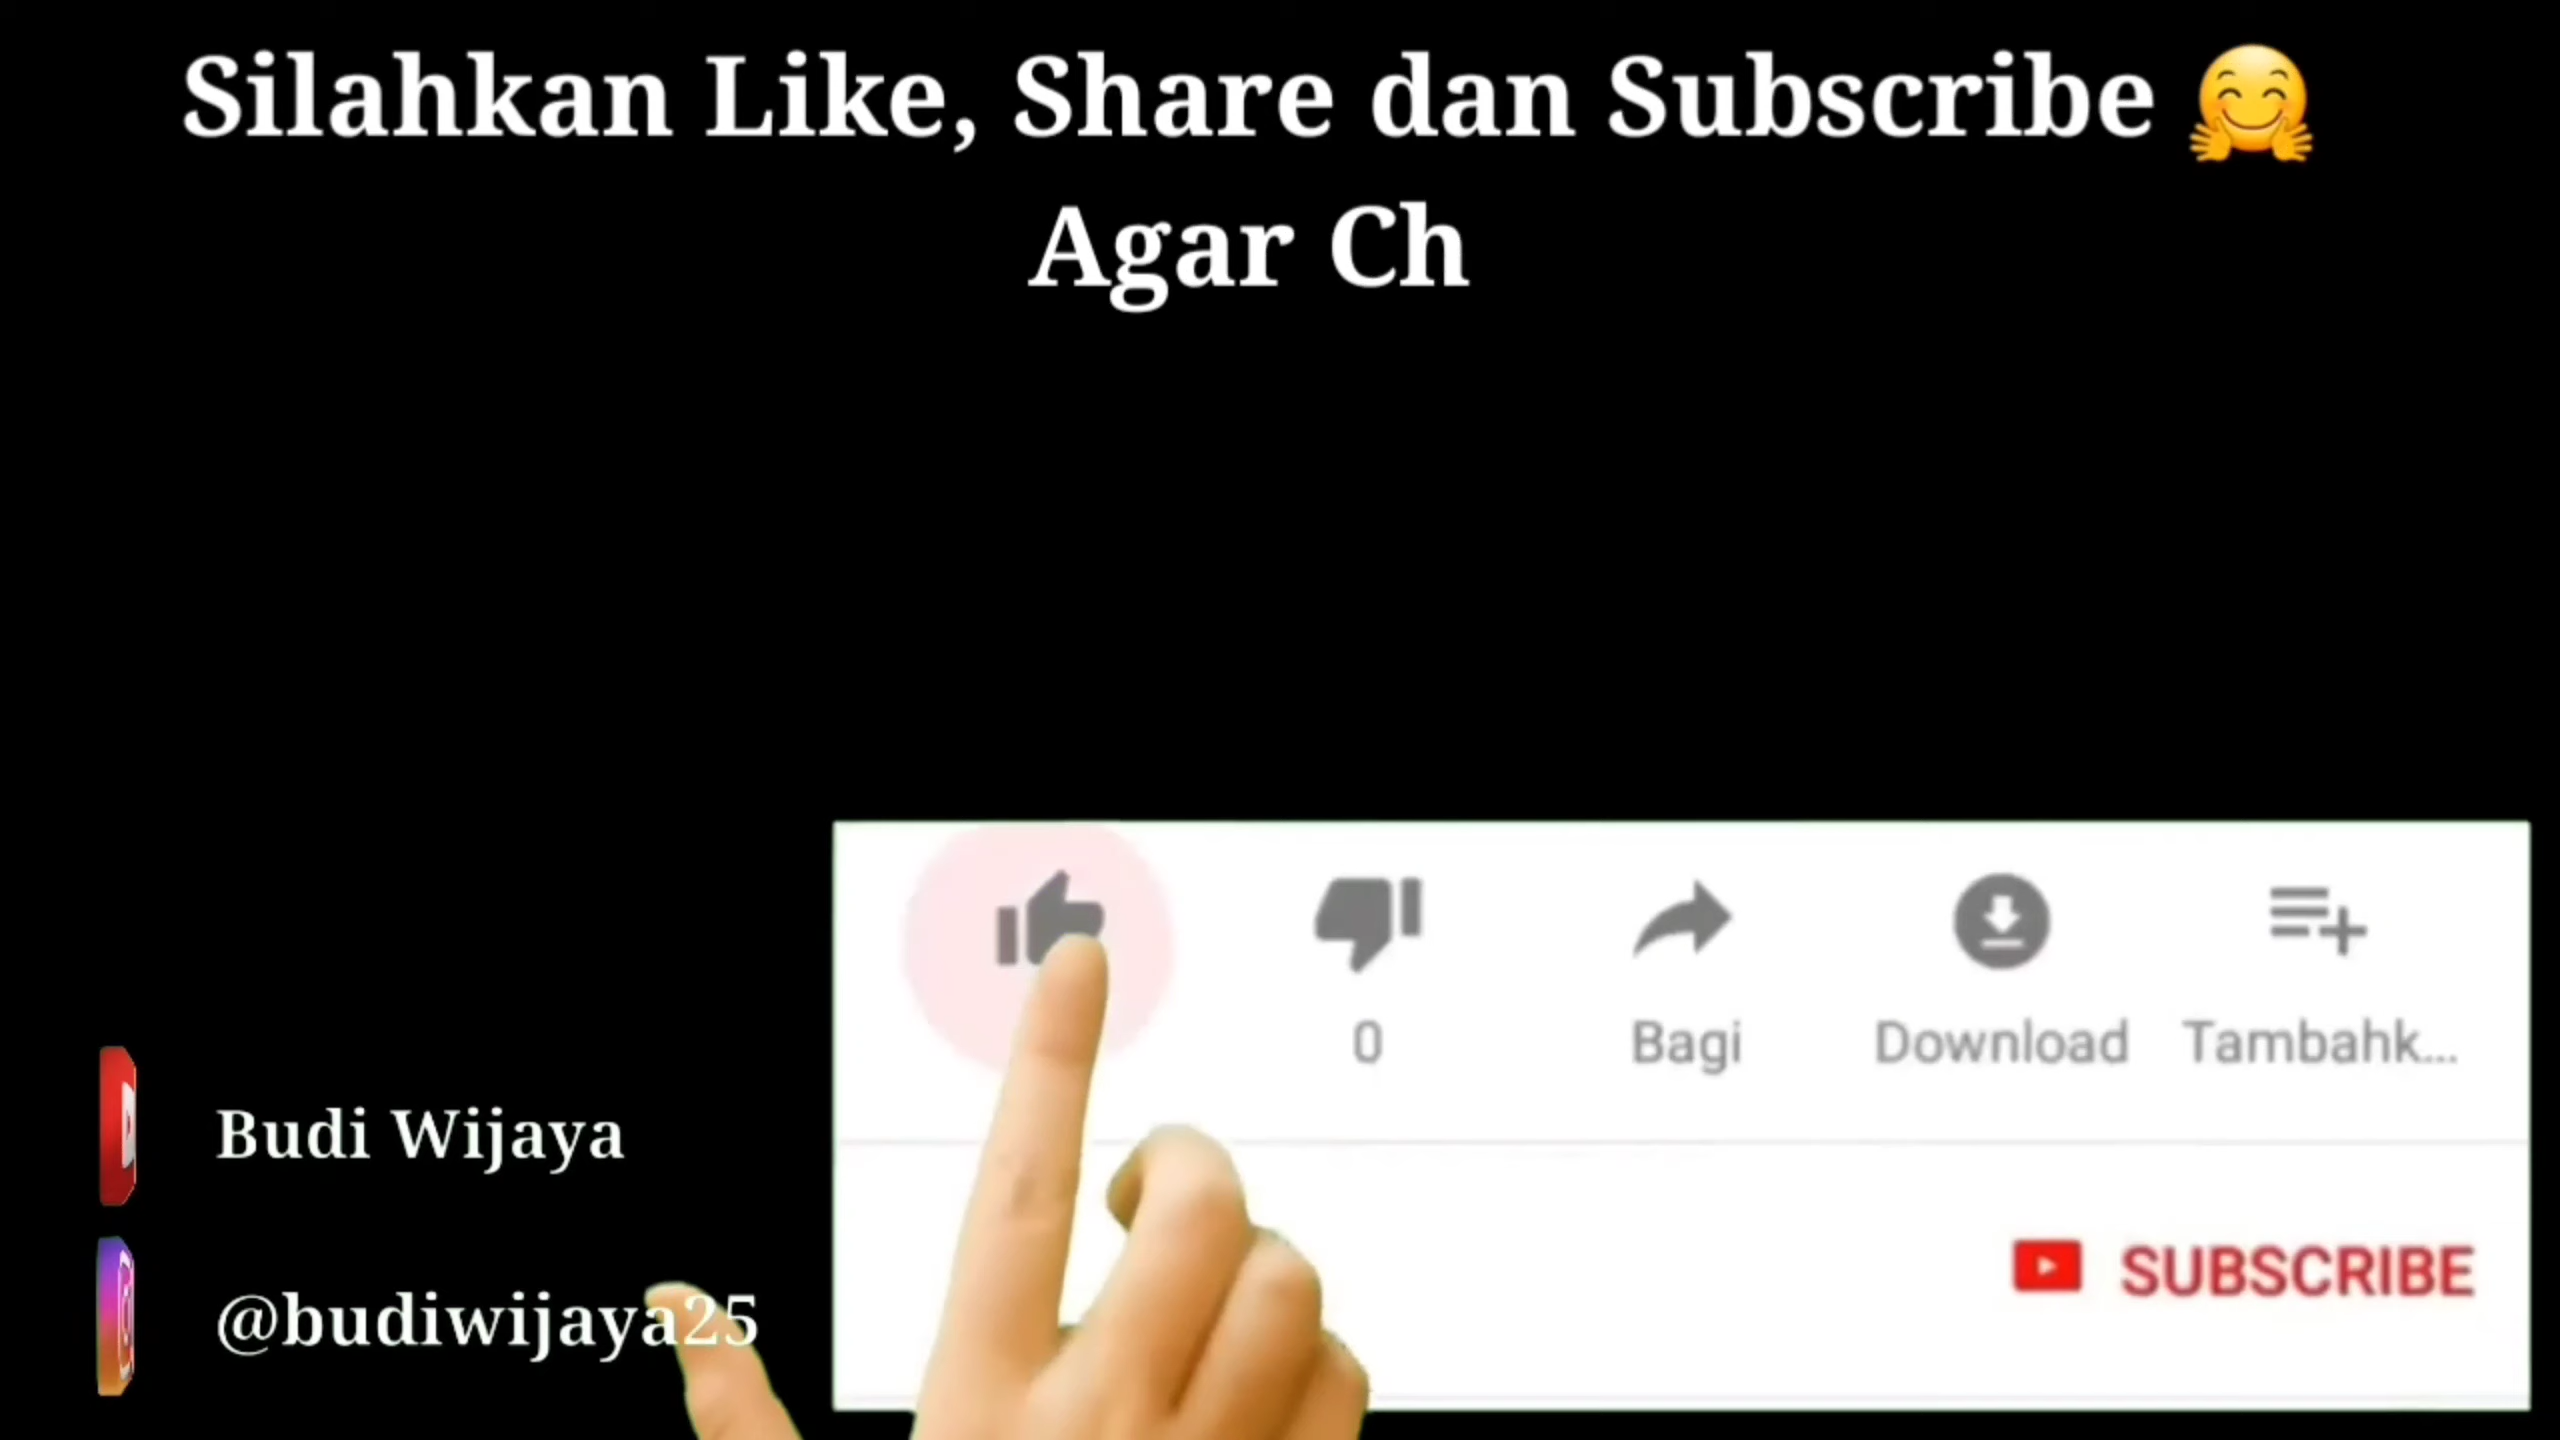 Silahkan Like, Share dan Subscribe 🤗
Agar Ch
0
Bagi
Download
Tambahk...
Budi Wijaya
SUBSCRIBE
@budiwijaya25